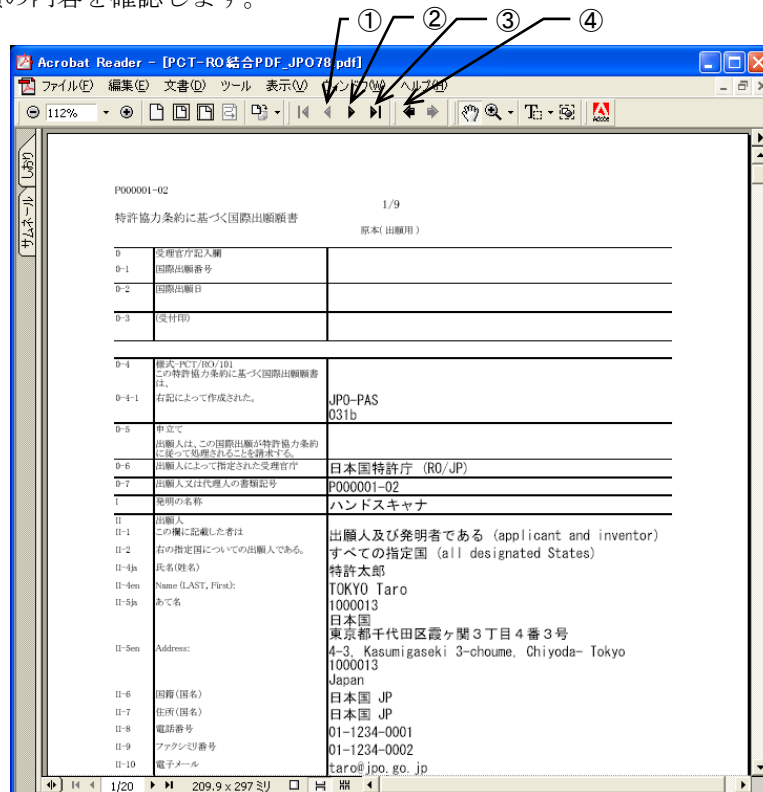 の内容を確認します。
① ② ③ ④
Acrobat Reader - [PCT-RO結合PDF_JPO78.pdf]
ファイル(F) 編集(E) 文書(D) ツール 表示(V) ウィンドウ(W) ヘルプ(H)
112%
Adobe
しおり
サムネール
P000001-02
1/9
特許協力条約に基づく国際出願願書
原本(出願用)
0 受理官庁記入欄
0-1 国際出願番号
0-2 国際出願日
0-3 (受付印)
0-4 様式-PCT/RO/101
この特許協力条約に基づく国際出願願書
は、
0-4-1 右記によって作成された。 JPO-PAS
031b
0-5 申立て
出願人は、この国際出願が特許協力条約
に従って処理されることを請求する。
0-6 出願人によって指定された受理官庁 日本国特許庁 (RO/JP)
0-7 出願人又は代理人の書類記号 P000001-02
I 発明の名称 ハンドスキャナ
II 出願人
II-1 この欄に記載した者は 出願人及び発明者である (applicant and inventor)
II-2 右の指定国についての出願人である。 すべての指定国 (all designated States)
II-4ja 氏名(姓名) 特許太郎
II-4en Name (LAST, First): TOKYO Taro
II-5ja あて名 1000013
日本国
東京都千代田区霞ヶ関3丁目4番3号
II-5en Address: 4-3, Kasumigaseki 3-choume, Chiyoda- Tokyo
1000013
Japan
II-6 国籍(国名) 日本国 JP
II-7 住所(国名) 日本国 JP
II-8 電話番号 01-1234-0001
II-9 ファクシミリ番号 01-1234-0002
II-10 電子メール taro@jpo.go.jp
1/20 209.9 x 297 ミリ